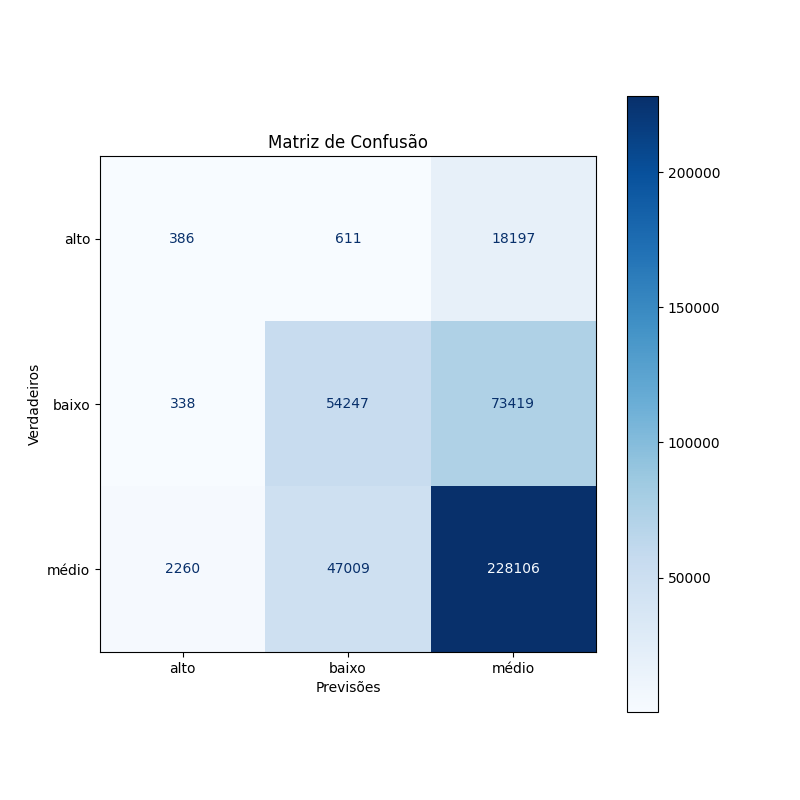 Matriz de Confusão
200000
150000
100000
50000
Verdadeiros
alto
386
611
18197
baixo
338
54247
73419
médio
2260
47009
228106
alto
baixo
médio
Previsões